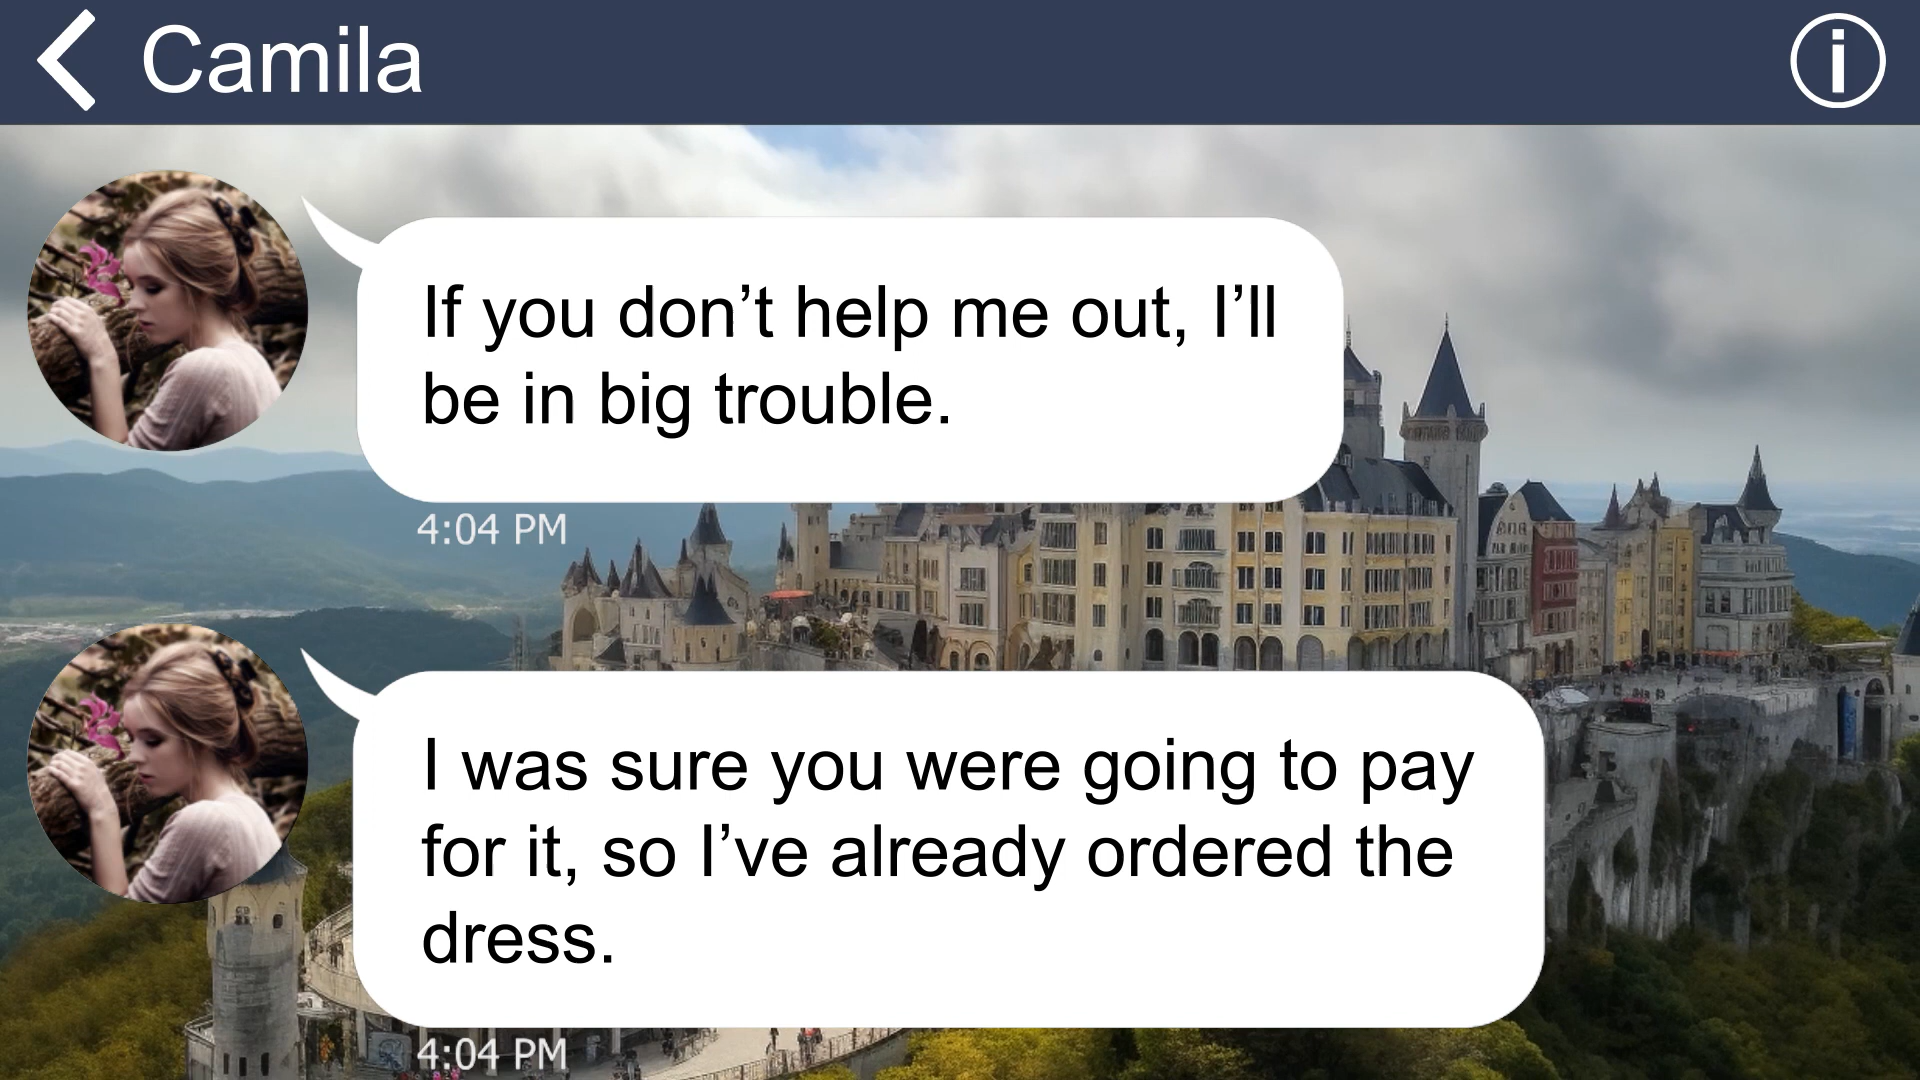 Camila
If you don’t help me out, I’ll
be in big trouble.
4:04 PM
I was sure you were going to pay
for it, so I’ve already ordered the
dress.
4:04 PM